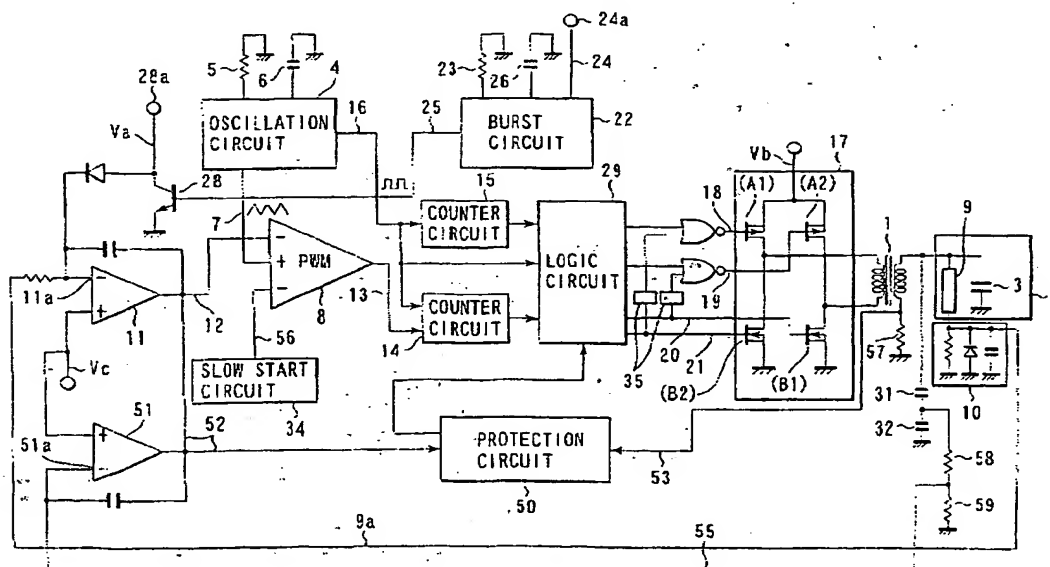 24a
28a
5
6
4
23
26
24
Va
OSCILLATION
CIRCUIT
16
25
BURST
CIRCUIT
22
Vb
17
28
15
29
18
(A1)
(A2)
7
COUNTER
CIRCUIT
1
9
PWM
LOGIC
CIRCUIT
3
11a
12
8
13
19
11
COUNTER
CIRCUIT
56
14
20
21
35
57
Vc
SLOW START
CIRCUIT
34
(B2)
(B1)
31
10
51
52
32
51a
PROTECTION
CIRCUIT
53
58
50
59
9a
55